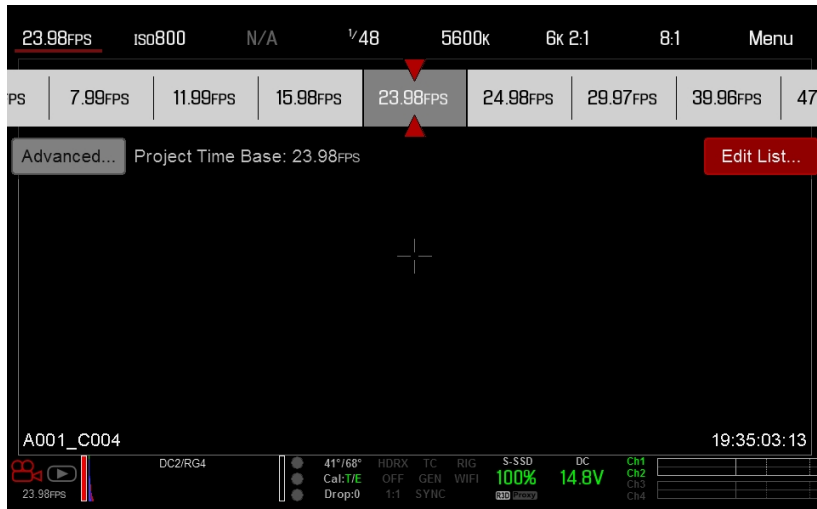 23.98FPS ISO800 N/A 1/48 5600K 6K 2:1 8:1 Menu
PS 7.99FPS 11.99FPS 15.98FPS 23.98FPS 24.98FPS 29.97FPS 39.96FPS 47
Advanced... Project Time Base: 23.98FPS Edit List...
A001_C004 19:35:03:13
DC2/RG4 41°/68° HDRX TC RIG S-SSD DC Ch1
Cal:T/E OFF GEN WIFI 100% 14.8V Ch2
23.98FPS Drop:0 1:1 SYNC R3D Proxy Ch3
Ch4